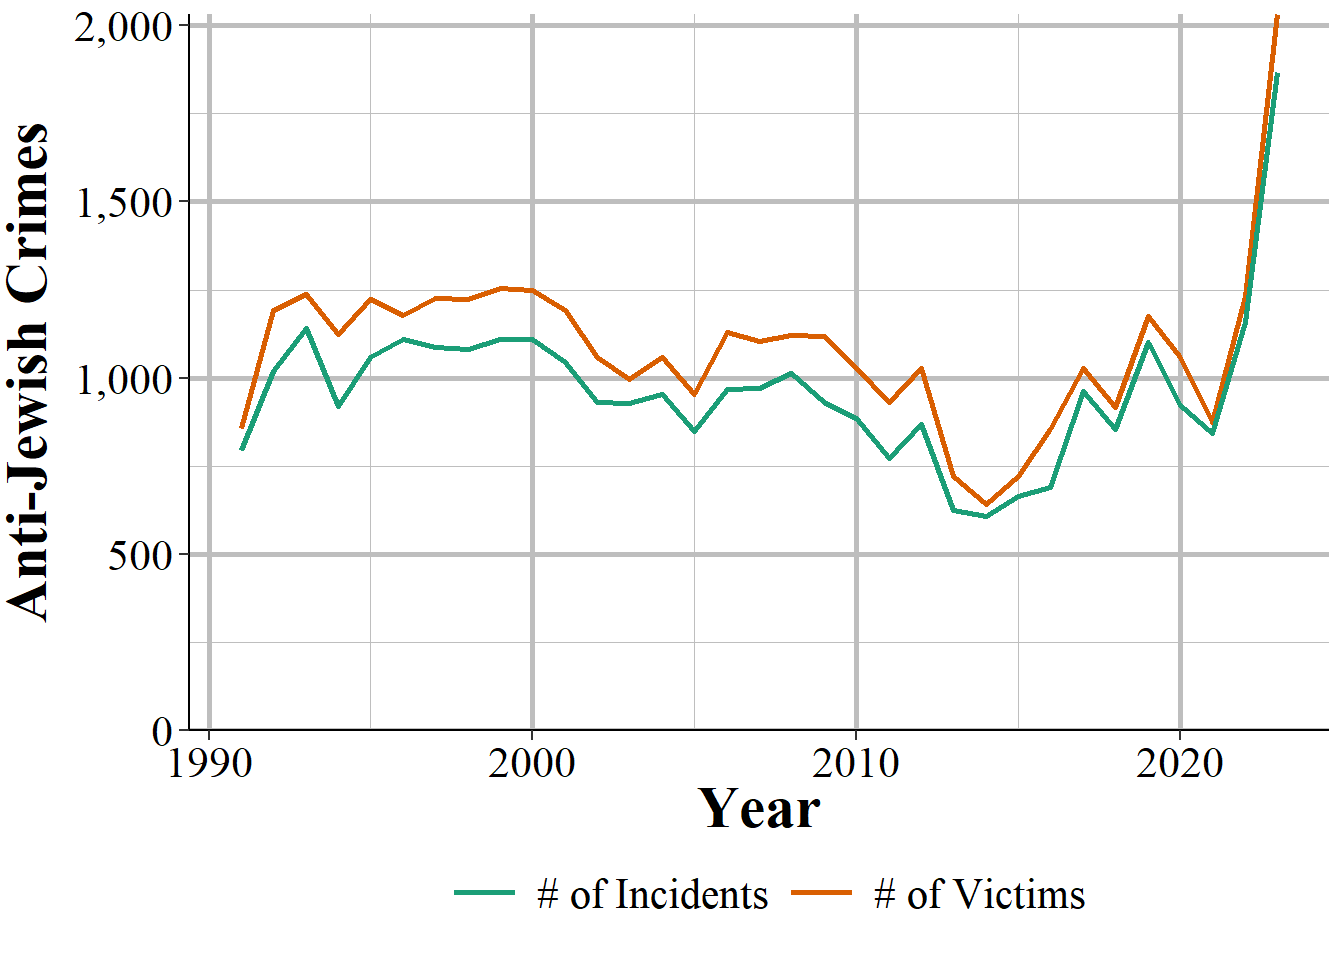 2,000
1,500
1,000
500
0
Anti-Jewish Crimes
1990 2000 2010 2020
Year
# of Incidents # of Victims